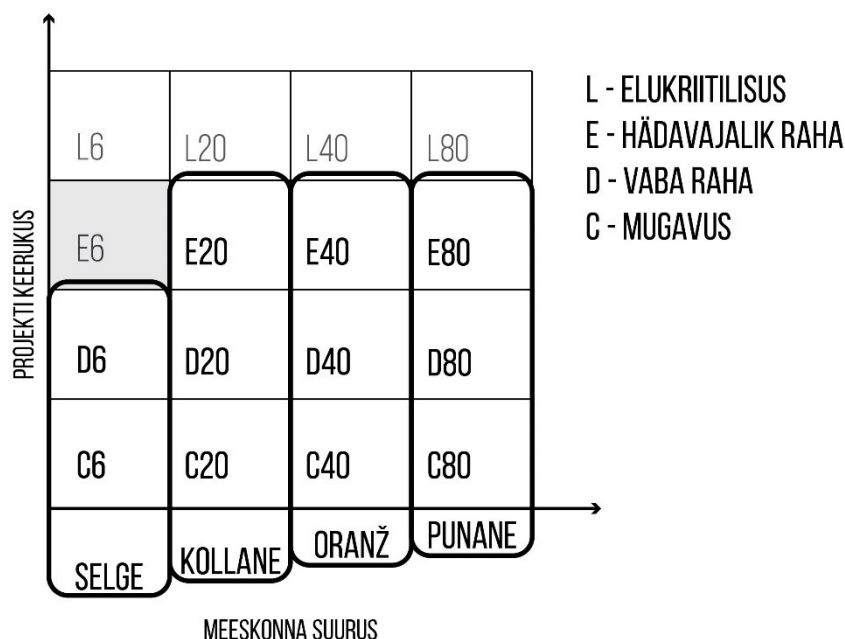 L6 L20 L40 L80
E6 E20 E40 E80
D6 D20 D40 D80
C6 C20 C40 C80
SELGE KOLLANE ORANŽ PUNANE
PROJEKTI KEERUKUS
MEESKONNA SUURUS
L - ELUKRIITILISUS
E - HÄDAVAJALIK RAHA
D - VABA RAHA
C - MUGAVUS